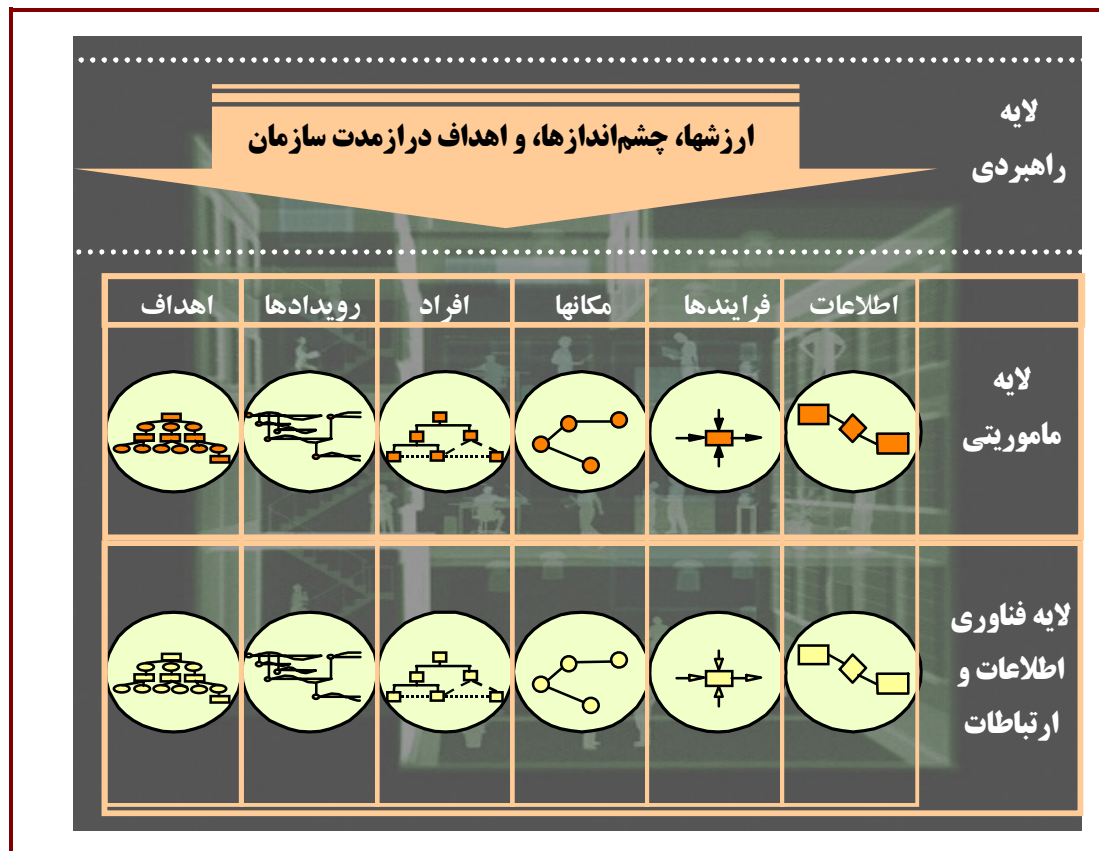 لایه
راهبردی
ارزشها، چشم‌اندازها، و اهداف درازمدت سازمان
اطلاعات
فرایندها
مکانها
افراد
رویدادها
اهداف
لایه
ماموریتی
لایه فناوری
اطلاعات و
ارتباطات